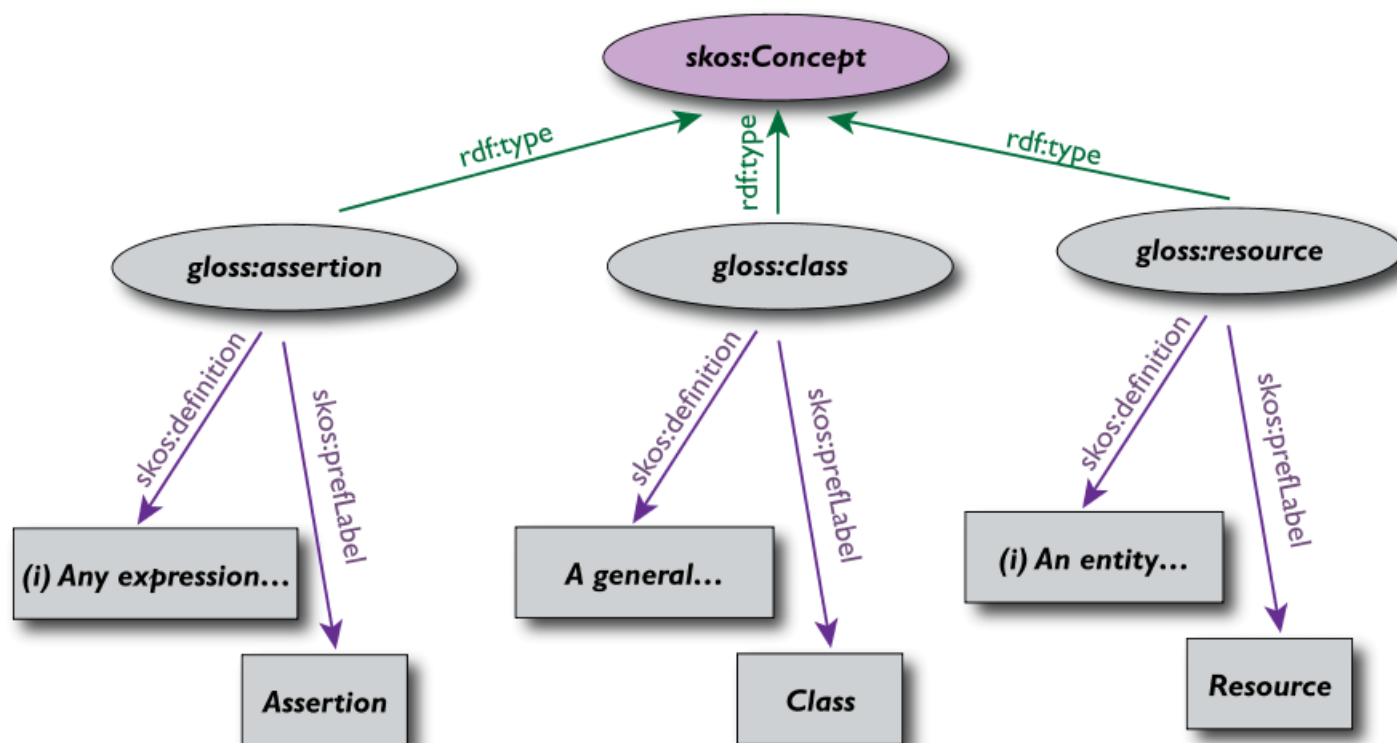 skos:Concept
rdf:type
rdf:type
rdf:type
gloss:assertion
gloss:class
gloss:resource
skos:definition
skos:prefLabel
skos:definition
skos:prefLabel
skos:definition
skos:prefLabel
(i) Any expression…
A general…
(i) An entity…
Assertion
Class
Resource